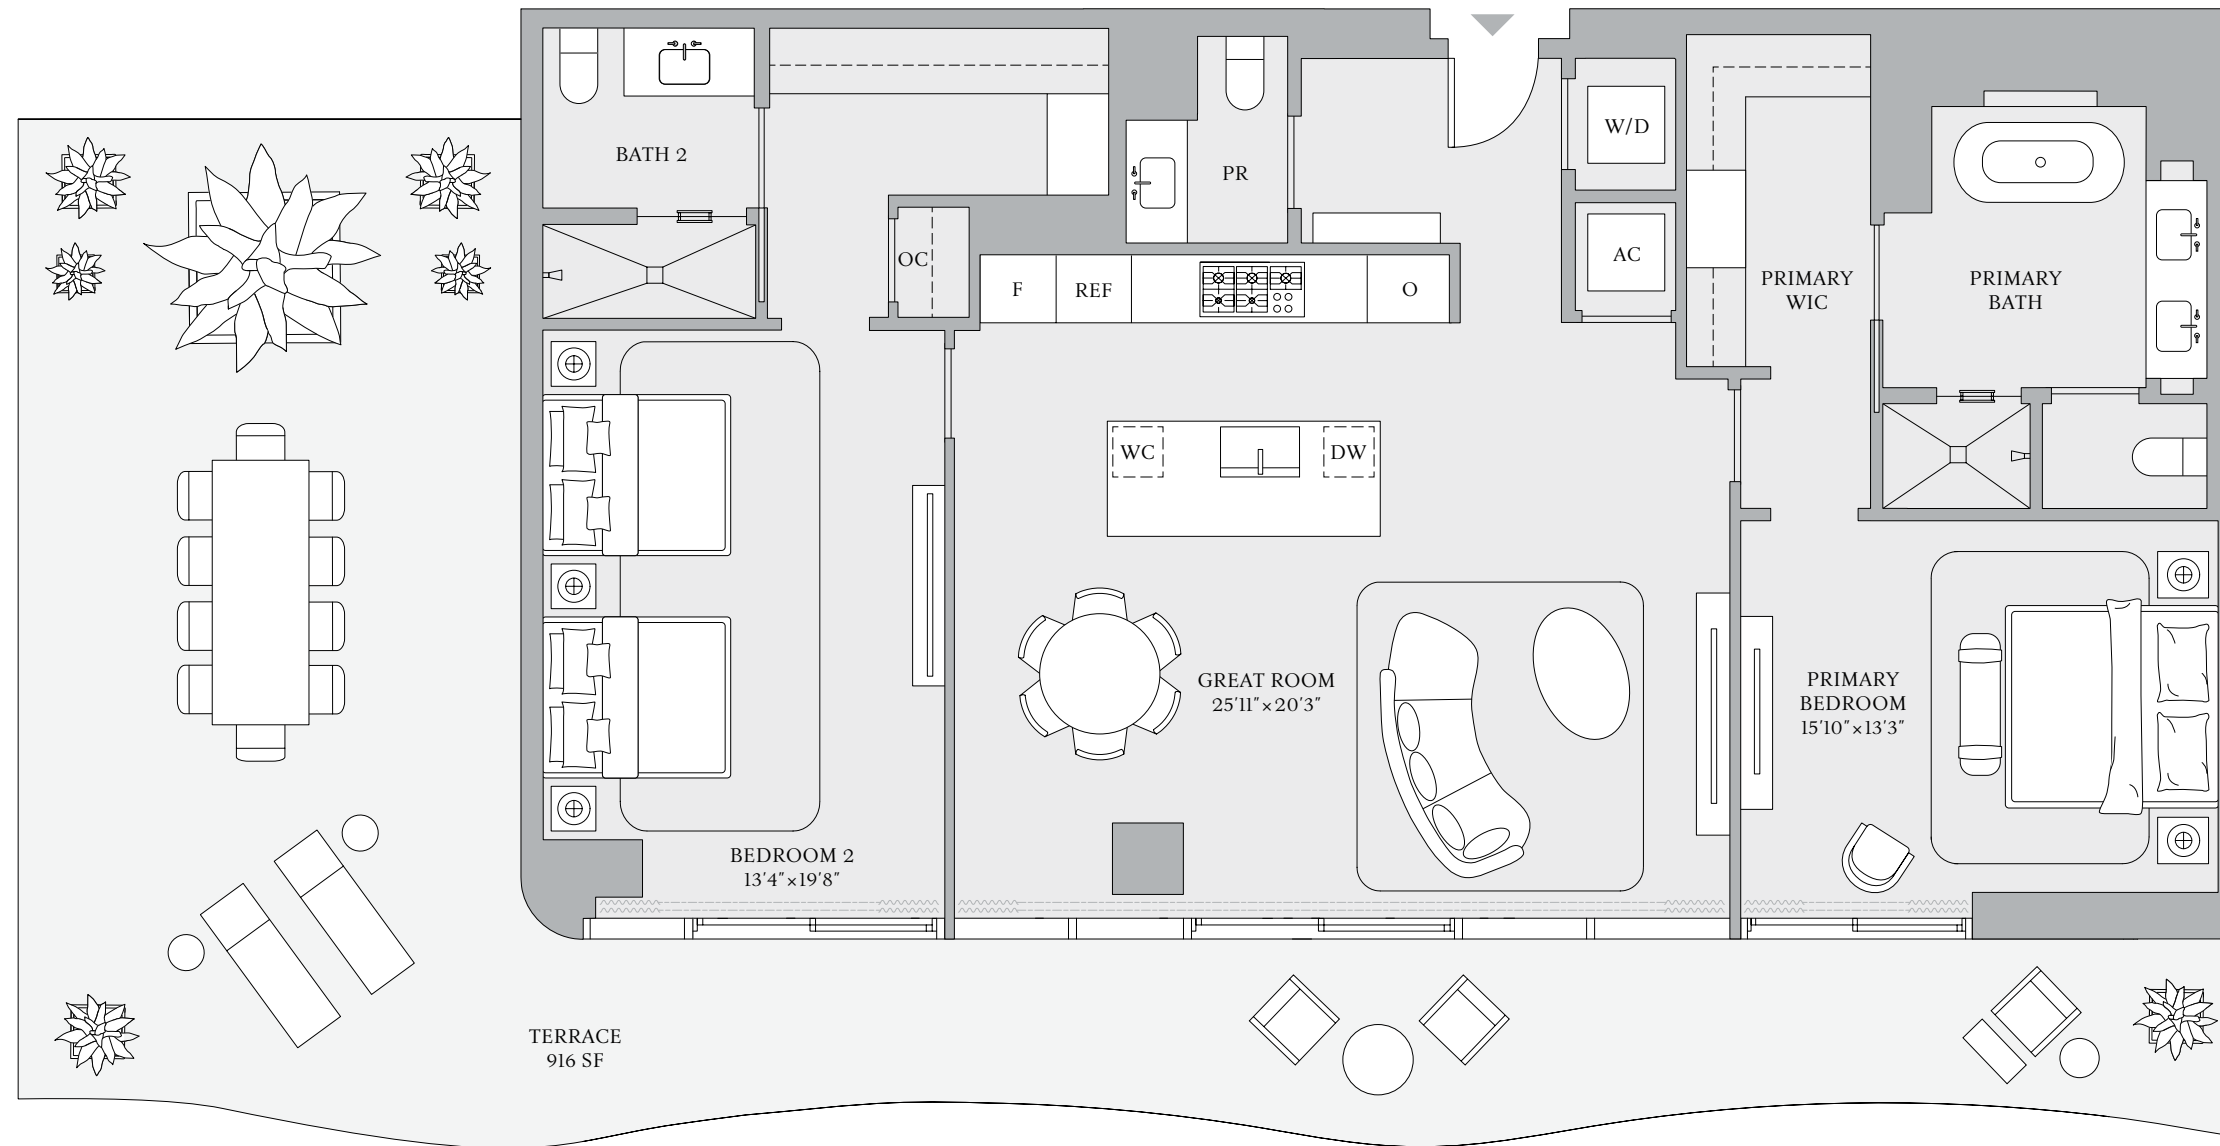 BATH 2
PR
W/D
AC
OC
F
REF
O
PRIMARY
WIC
PRIMARY
BATH
WC
DW
GREAT ROOM
25'11"×20'3"
PRIMARY
BEDROOM
15'10"×13'3"
BEDROOM 2
13'4"×19'8"
TERRACE
916 SF